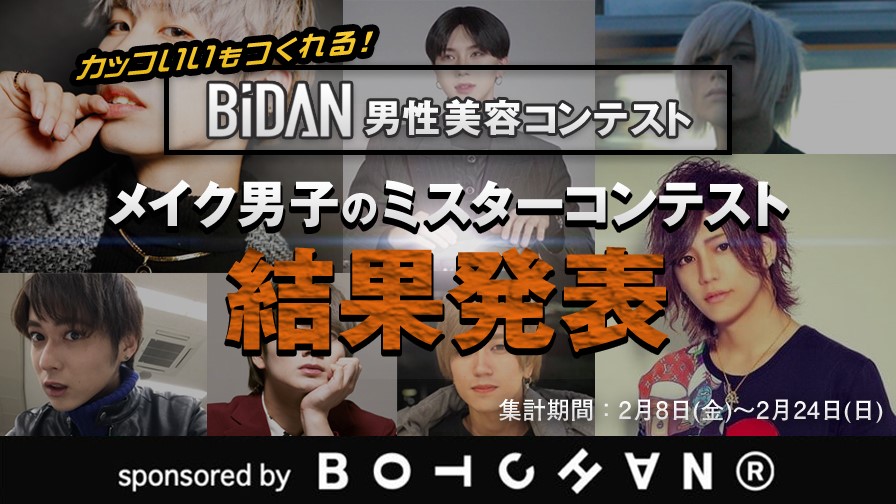 カッコいいもつくれる!
BiDAN 男性美容コンテスト
メイク男子のミスターコンテスト
結果発表
集計期間：2月8日(金)〜2月24日(日)
sponsored by BOTCHAN®